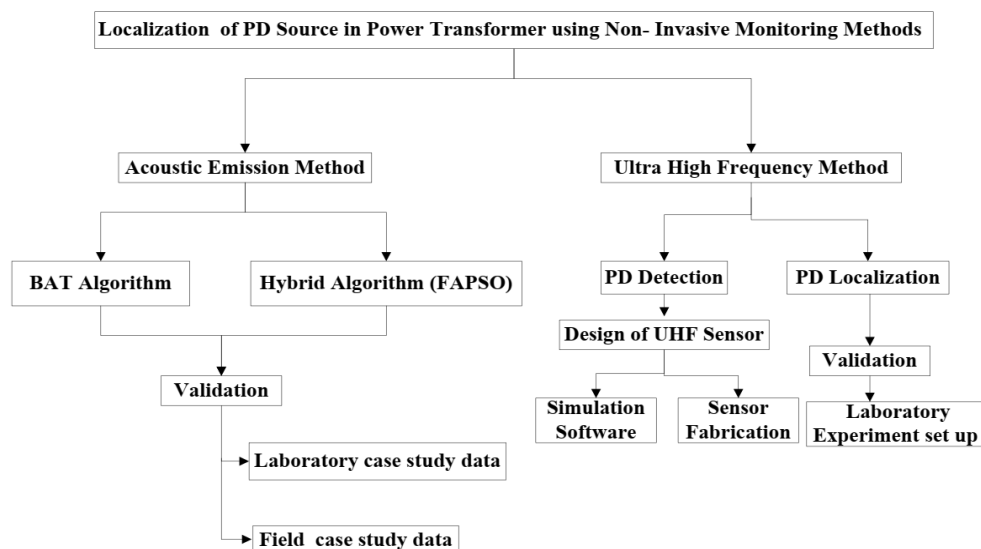 Localization of PD Source in Power Transformer using Non- Invasive Monitoring Methods
Acoustic Emission Method
Ultra High Frequency Method
BAT Algorithm
Hybrid Algorithm (FAPSO)
PD Detection
PD Localization
Design of UHF Sensor
Validation
Validation
Simulation
Software
Sensor
Fabrication
Laboratory
Experiment set up
Laboratory case study data
Field case study data